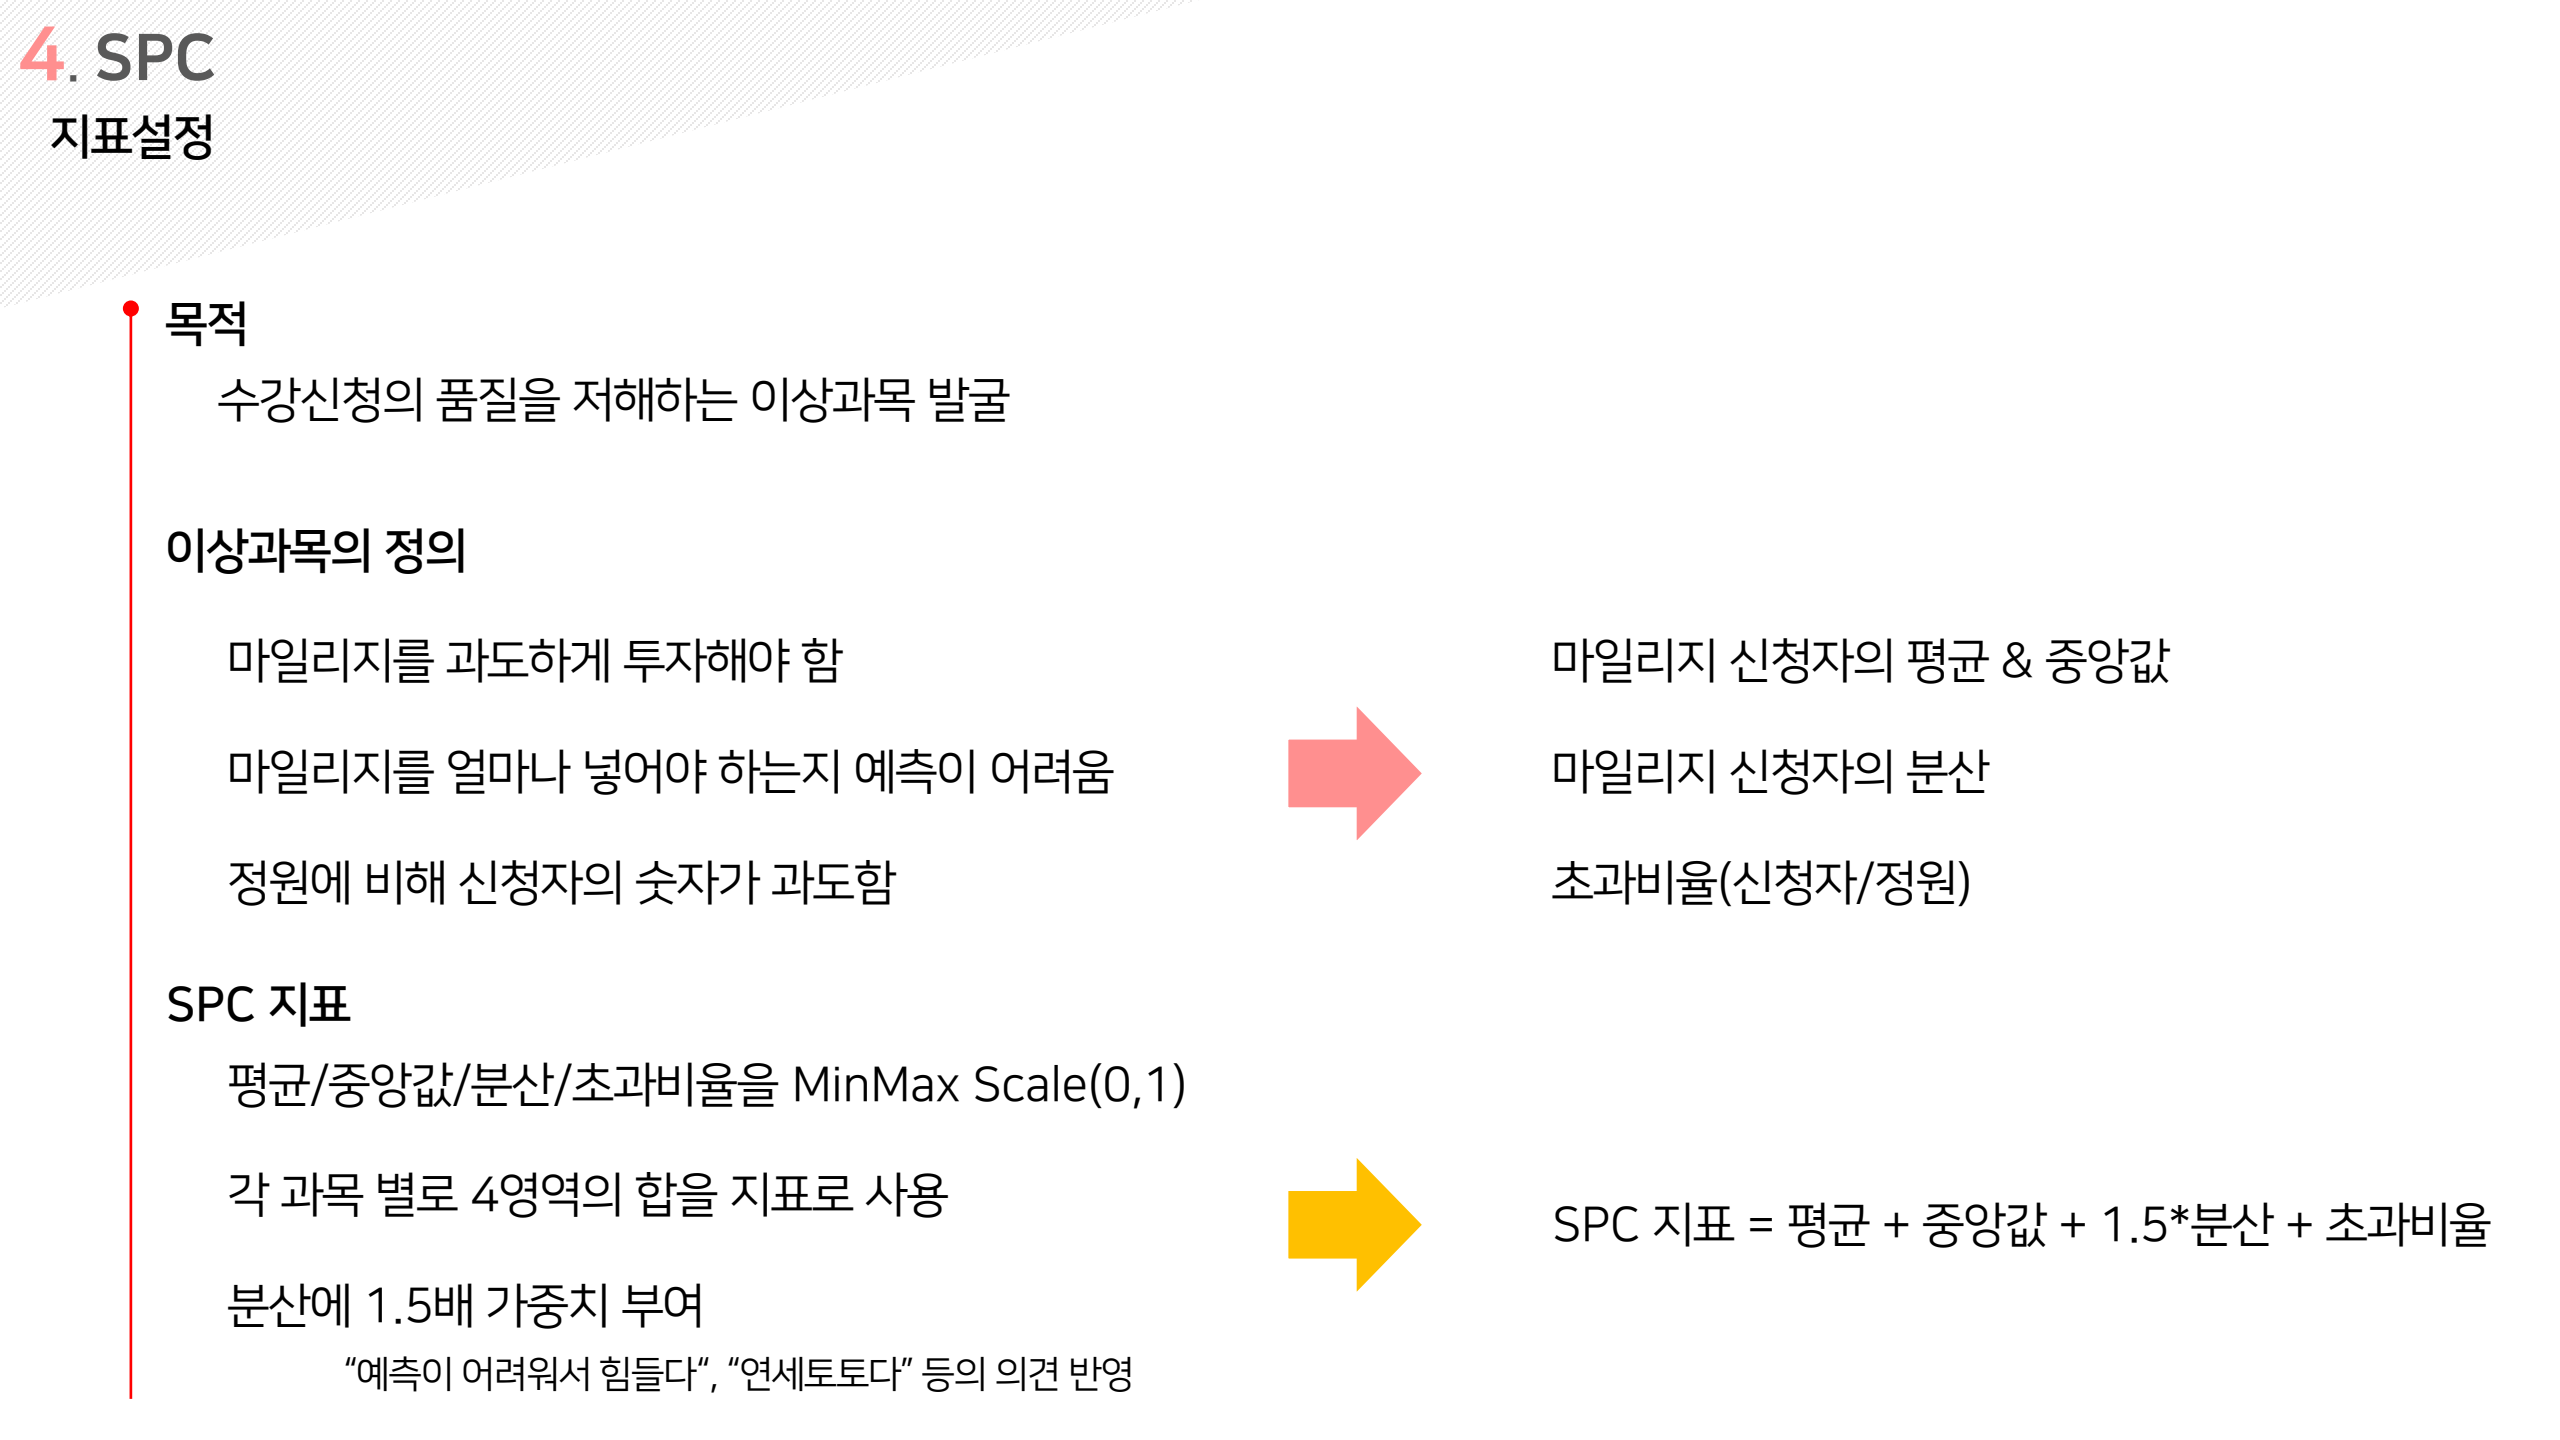 4. SPC
지표설정
목적
수강신청의 품질을 저해하는 이상과목 발굴
이상과목의 정의
마일리지를 과도하게 투자해야 함
마일리지 신청자의 평균 & 중앙값
마일리지를 얼마나 넣어야 하는지 예측이 어려움
마일리지 신청자의 분산
정원에 비해 신청자의 숫자가 과도함
초과비율(신청자/정원)
SPC 지표
평균/중앙값/분산/초과비율을 MinMax Scale(0,1)
각 과목 별로 4영역의 합을 지표로 사용
SPC 지표 = 평균 + 중앙값 + 1.5*분산 + 초과비율
분산에 1.5배 가중치 부여
“예측이 어려워서 힘들다“, “연세토토다” 등의 의견 반영